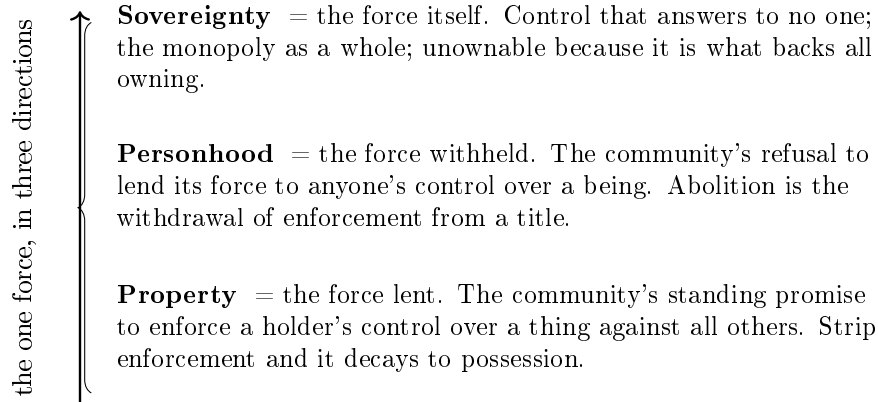 the one force, in three directions
Sovereignty = the force itself. Control that answers to no one;
the monopoly as a whole; unownable because it is what backs all
owning.
Personhood = the force withheld. The community's refusal to
lend its force to anyone's control over a being. Abolition is the
withdrawal of enforcement from a title.
Property = the force lent. The community's standing promise
to enforce a holder's control over a thing against all others. Strip
enforcement and it decays to possession.